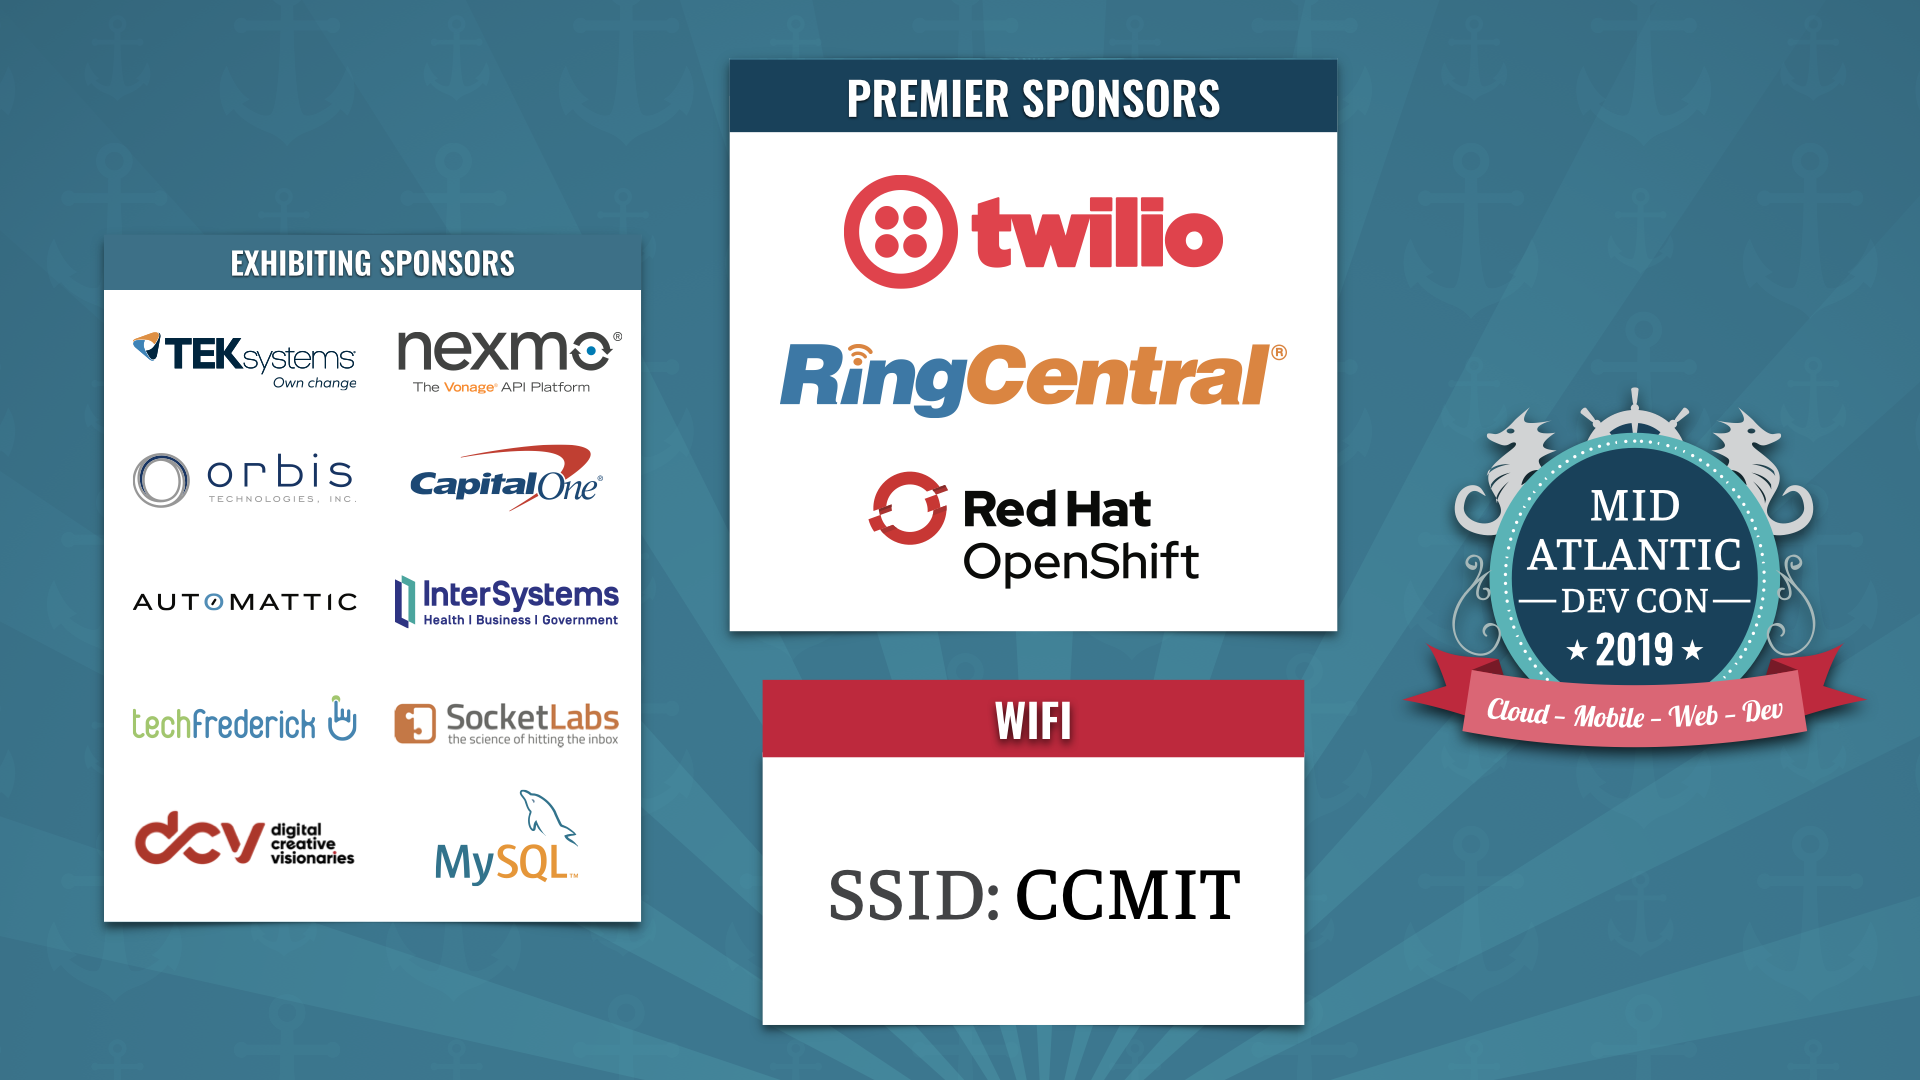 EXHIBITING SPONSORS
TEKsystems
Own change
nexmo®
The Vonage® API Platform
orbis
TECHNOLOGIES, INC.
CapitalOne®
AUTOMATTIC
InterSystems
Health | Business | Government
techfrederick
SocketLabs
the science of hitting the inbox
dcv digital
creative
visionaries
MySQL™
PREMIER SPONSORS
twilio
RingCentral®
Red Hat
OpenShift
WIFI
SSID: CCMIT
MID
ATLANTIC
DEV CON
★ 2019 ★
Cloud – Mobile – Web – Dev